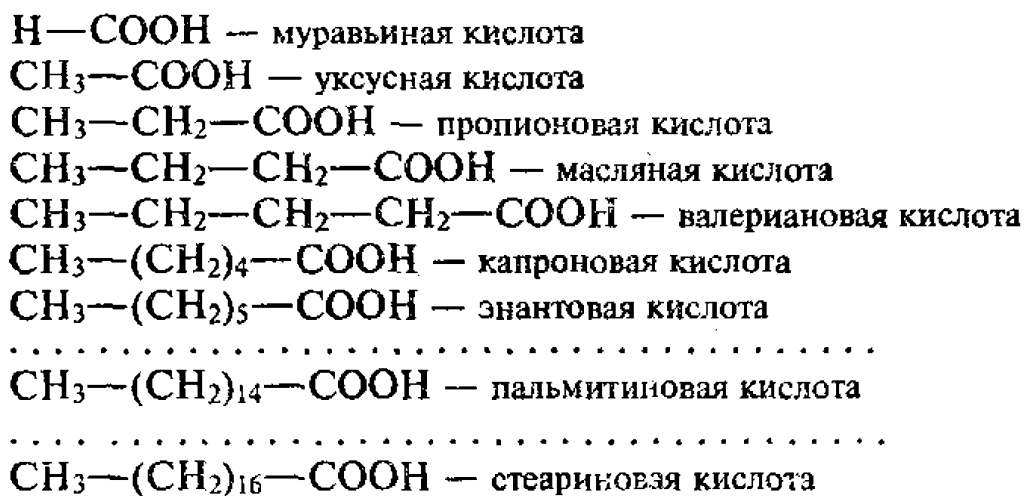 H—COOH — муравьиная кислота
CH₃—COOH — уксусная кислота
CH₃—CH₂—COOH — пропионовая кислота
CH₃—CH₂—CH₂—COOH — масляная кислота
CH₃—CH₂—CH₂—CH₂—COOH — валериановая кислота
CH₃—(CH₂)₄—COOH — капроновая кислота
CH₃—(CH₂)₅—COOH — энантовая кислота
. . . . . . . . . . . . . . . . . . . . . . . . . . . . . . . . . . .
CH₃—(CH₂)₁₄—COOH — пальмитиновая кислота
. . . . . . . . . . . . . . . . . . . . . . . . . . . . . . . . . . .
CH₃—(CH₂)₁₆—COOH — стеариновая кислота